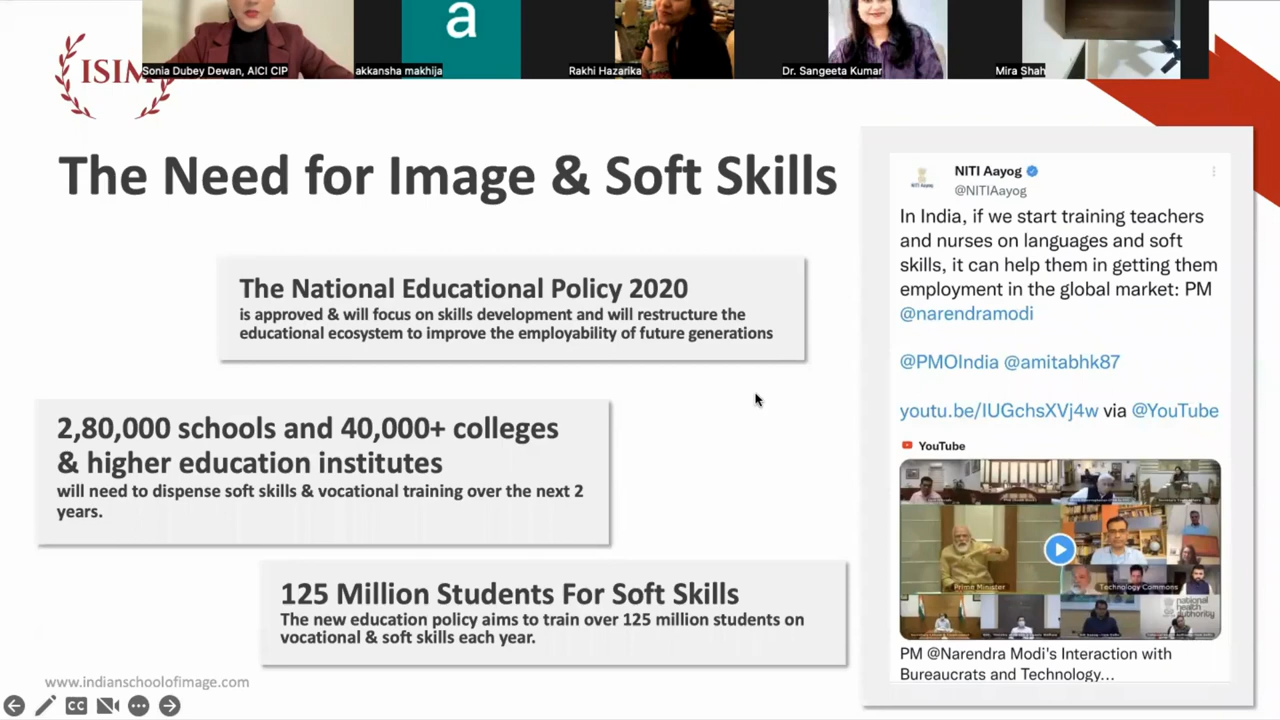 a
Sonia Dubey Dewan, AICI CIP
akkansha makhija
Rakhi Hazarika
Dr. Sangeeta Kumar
Mira Shah
ISIM
The Need for Image & Soft Skills
The National Educational Policy 2020
is approved & will focus on skills development and will restructure the
educational ecosystem to improve the employability of future generations
2,80,000 schools and 40,000+ colleges
& higher education institutes
will need to dispense soft skills & vocational training over the next 2
years.
125 Million Students For Soft Skills
The new education policy aims to train over 125 million students on
vocational & soft skills each year.
www.indianschoolofimage.com
CC
NITI Aayog
@NITIAayog
In India, if we start training teachers
and nurses on languages and soft
skills, it can help them in getting them
employment in the global market: PM
@narendramodi
@PMOIndia @amitabhk87
youtu.be/IUGchsXVj4w via @YouTube
YouTube
Prime Minister
Technology Commons
national
health
authority
PM @Narendra Modi's Interaction with
Bureaucrats and Technology...